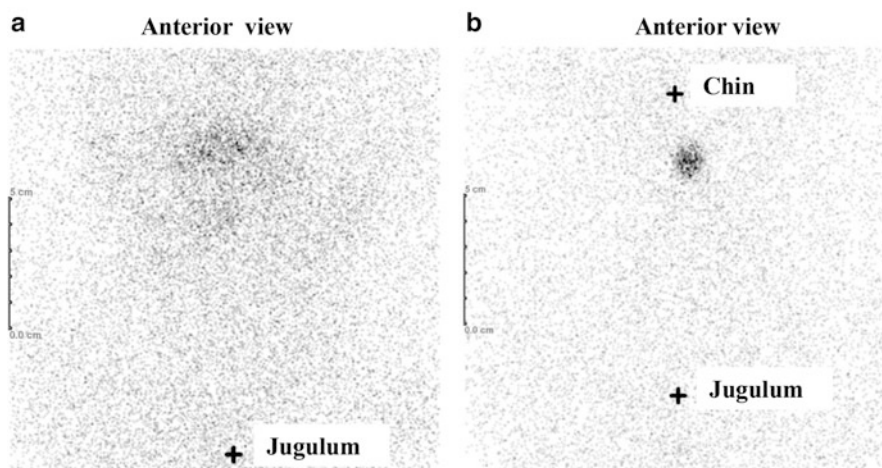 a
Anterior view
5 cm
0.0 cm
Jugulum
b
Anterior view
Chin
5 cm
0.0 cm
Jugulum